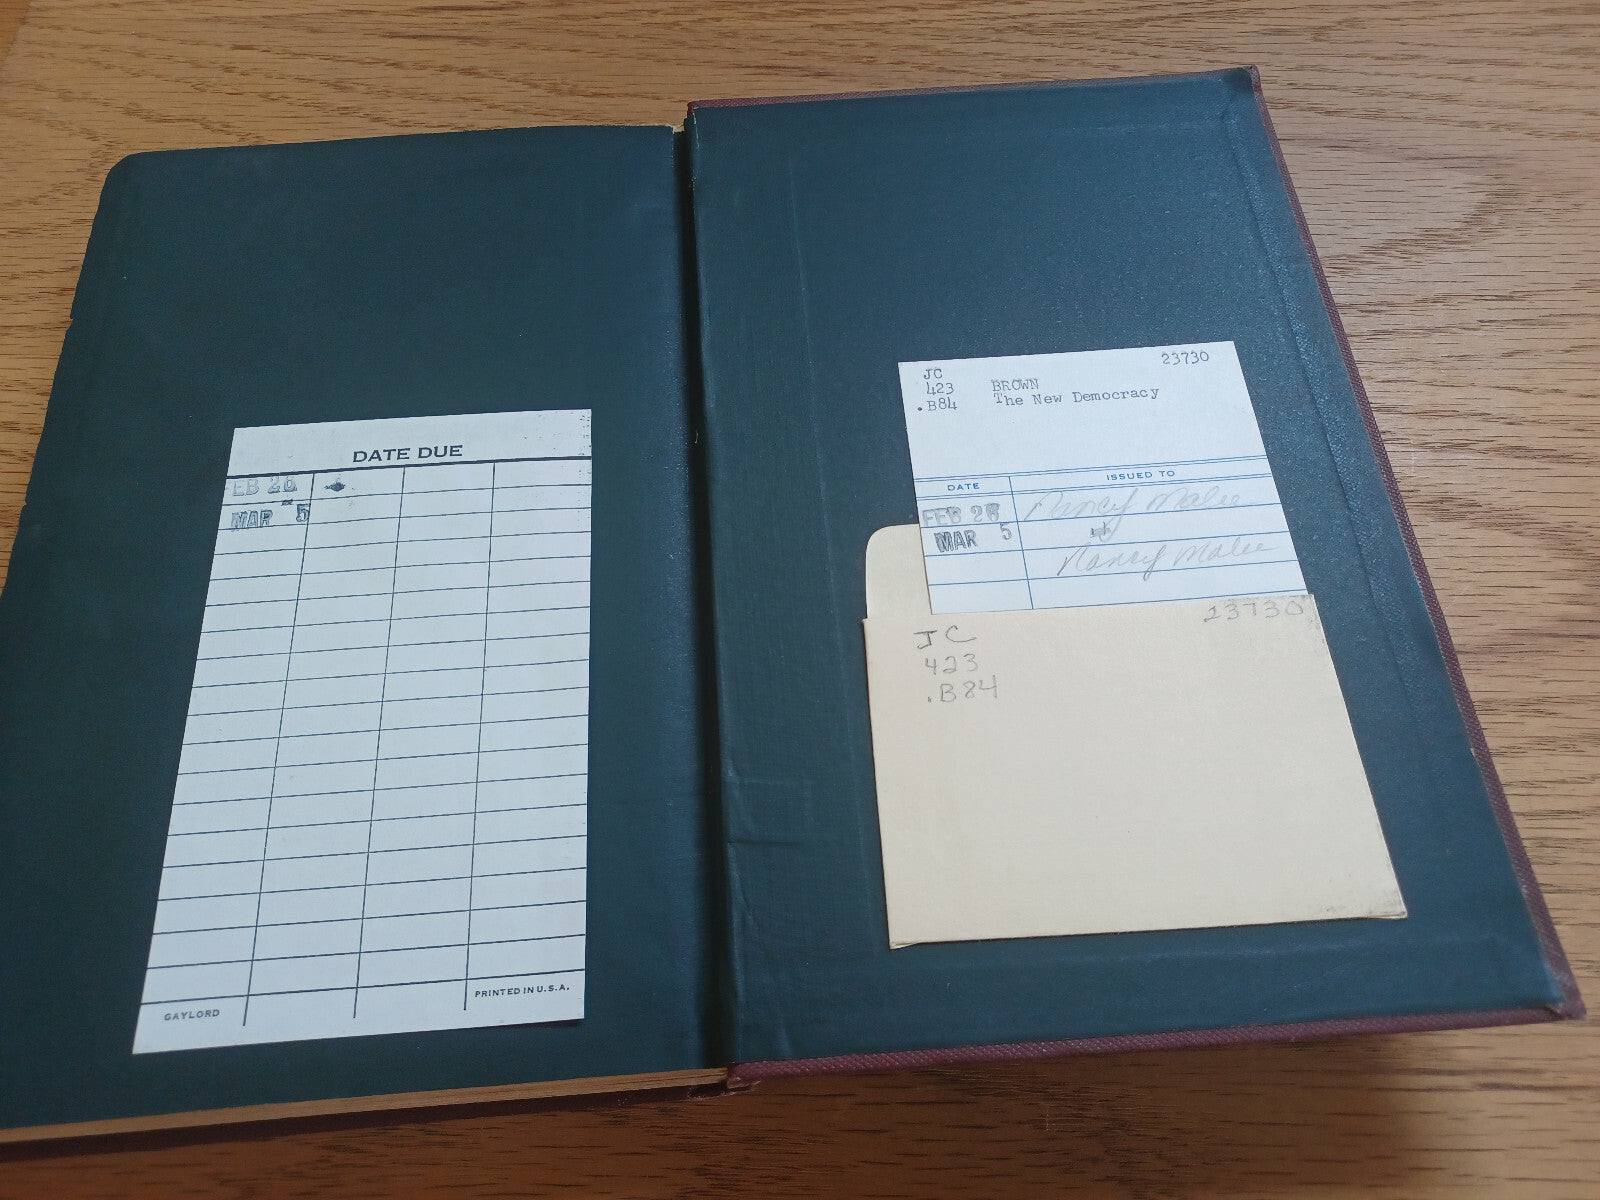 DATE DUE
FEB 26
MAR 5
GAYLORD
PRINTED IN U.S.A.
23730
JC
423 BROWN
.B84 The New Democracy
DATE ISSUED TO
FEB 26 Nancy Malee
MAR 5
Nancy Malee
23730
JC
423
.B84